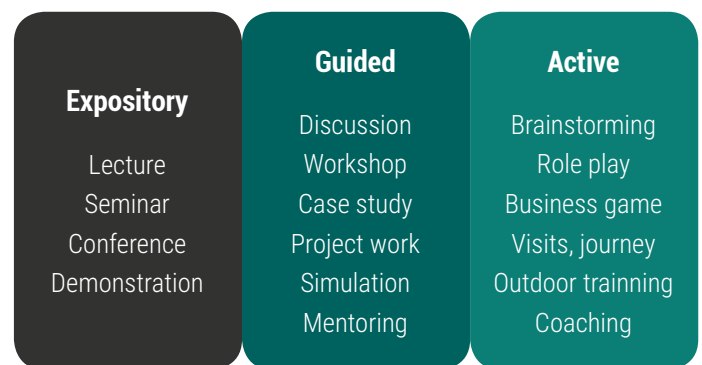 Expository
Lecture
Seminar
Conference
Demonstration
Guided
Discussion
Workshop
Case study
Project work
Simulation
Mentoring
Active
Brainstorming
Role play
Business game
Visits, journey
Outdoor trainning
Coaching